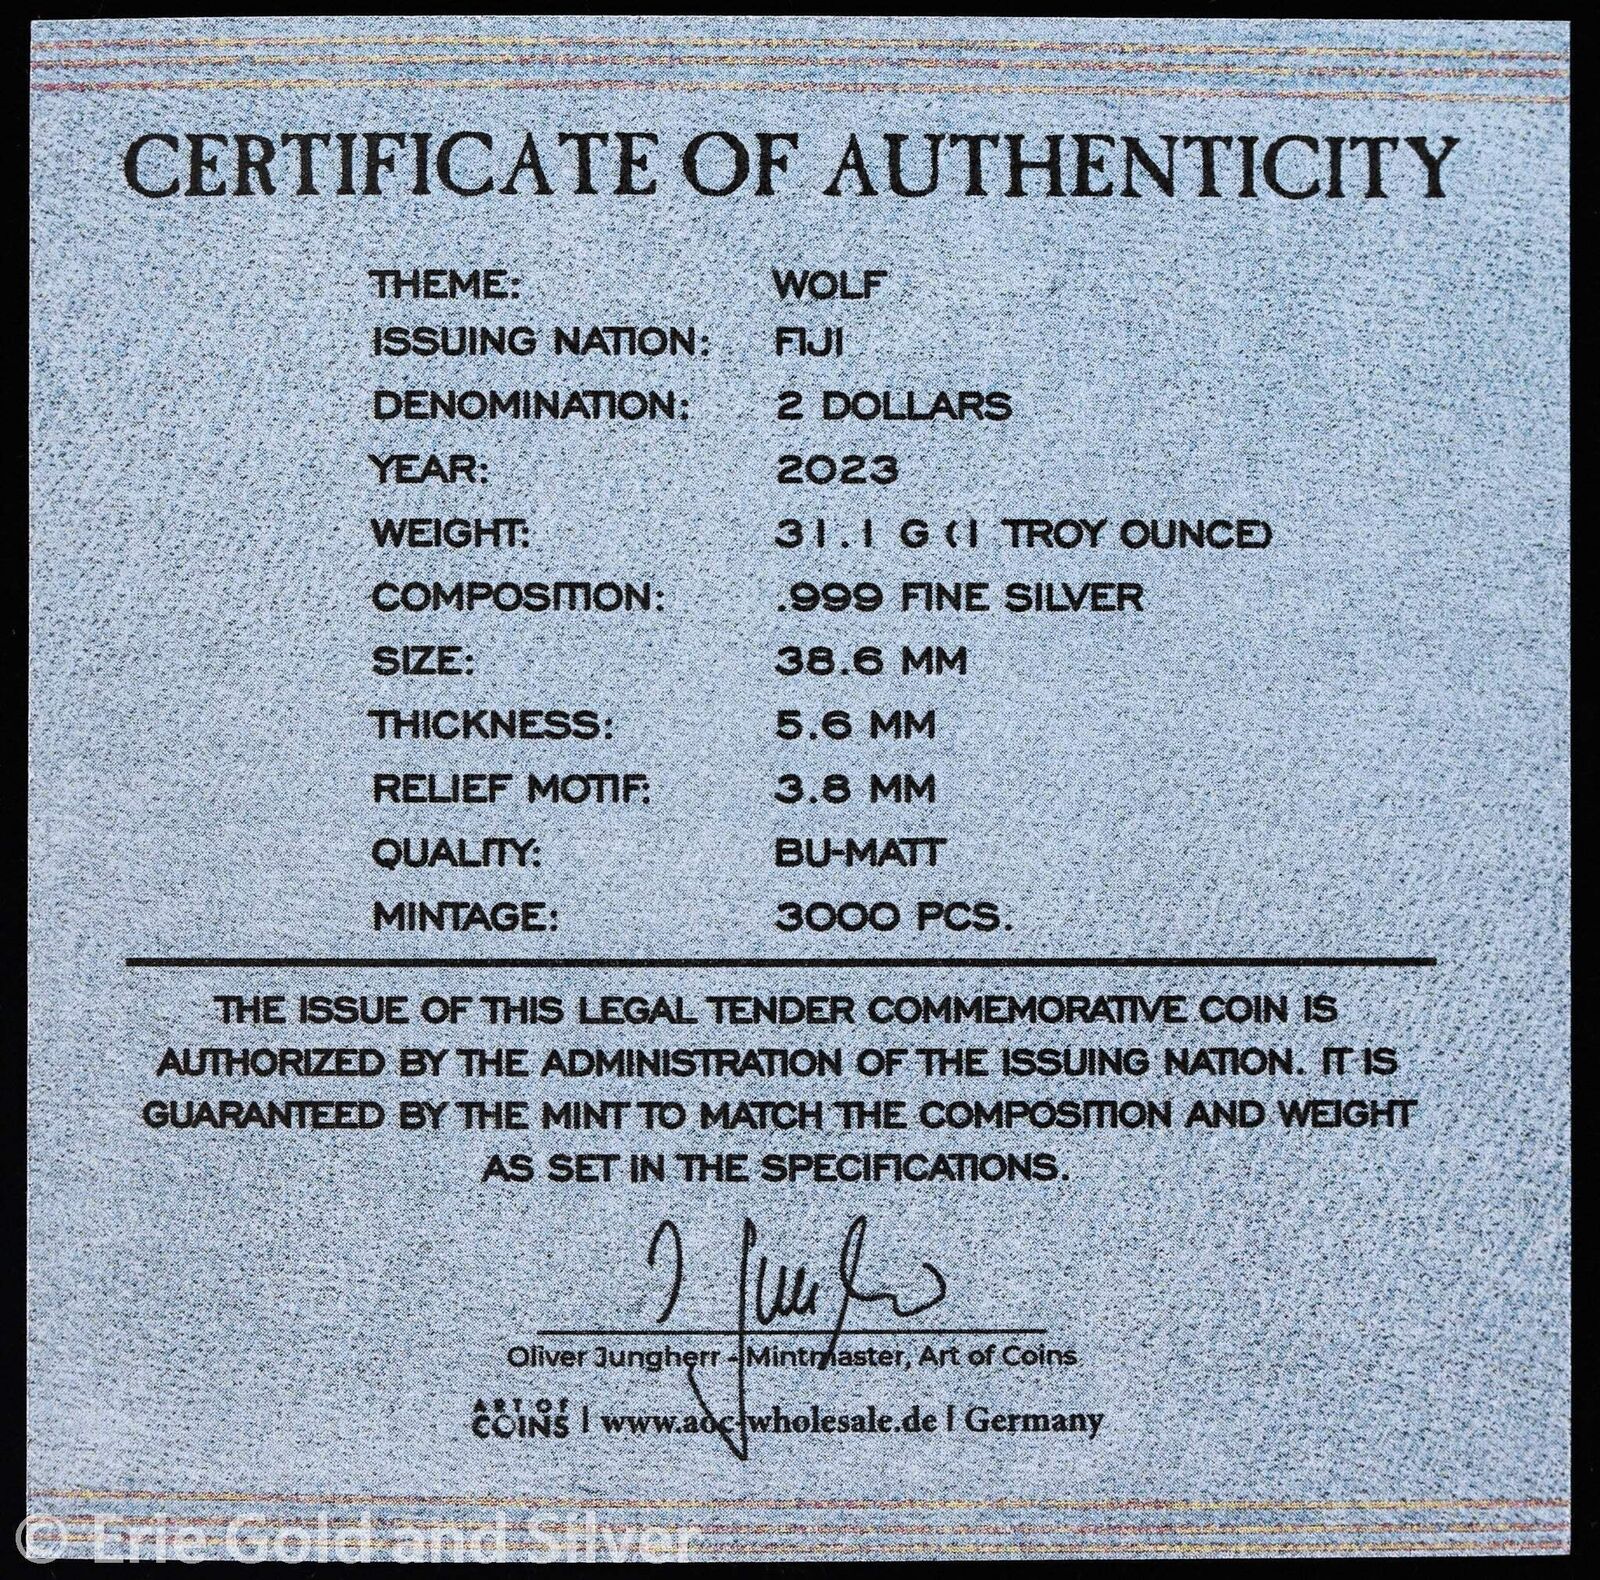 CERTIFICATE OF AUTHENTICITY
THEME: WOLF
ISSUING NATION: FIJI
DENOMINATION: 2 DOLLARS
YEAR: 2023
WEIGHT: 31.1 G (1 TROY OUNCE)
COMPOSITION: .999 FINE SILVER
SIZE: 38.6 MM
THICKNESS: 5.6 MM
RELIEF MOTIF: 3.8 MM
QUALITY: BU-MATT
MINTAGE: 3000 PCS.
THE ISSUE OF THIS LEGAL TENDER COMMEMORATIVE COIN IS
AUTHORIZED BY THE ADMINISTRATION OF THE ISSUING NATION. IT IS
GUARANTEED BY THE MINT TO MATCH THE COMPOSITION AND WEIGHT
AS SET IN THE SPECIFICATIONS.
Oliver Jungherr - Mintmaster, Art of Coins
ART OF
COINS | www.aoc-wholesale.de | Germany
© Erie Gold and Silver